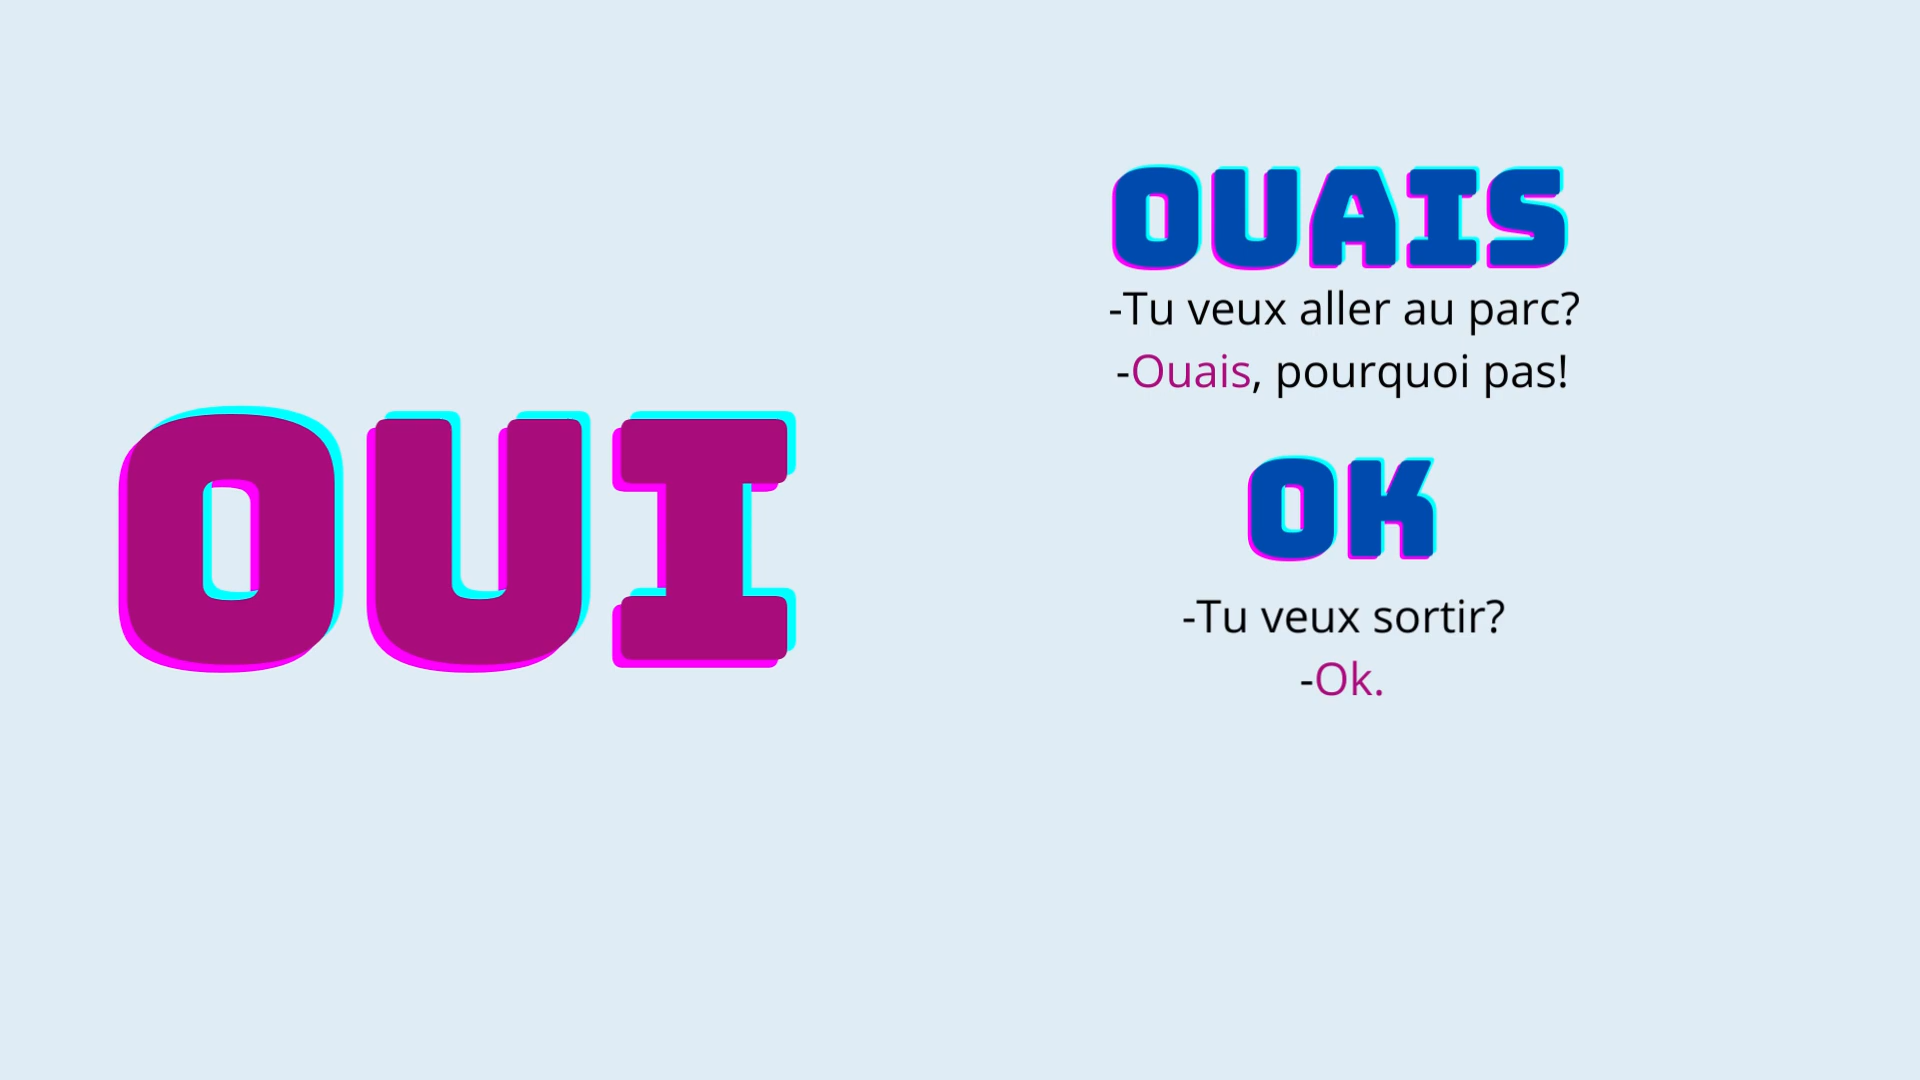 OUI
OUAIS
-Tu veux aller au parc?
-Ouais, pourquoi pas!
OK
-Tu veux sortir?
-Ok.